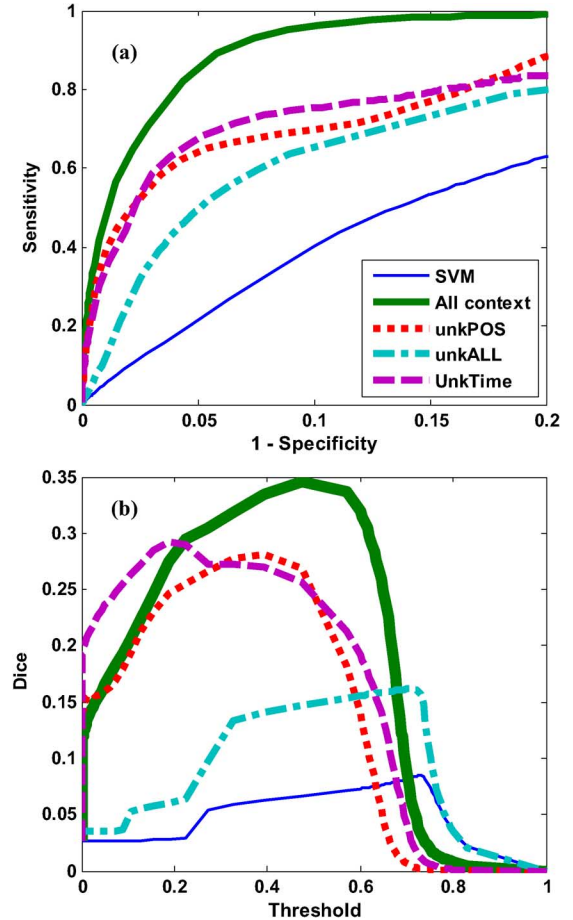 (a)
1
0.8
0.6
0.4
0.2
0
Sensitivity
SVM
All context
unkPOS
unkALL
UnkTime
0 0.05 0.1 0.15 0.2
1 - Specificity
(b)
0.35
0.3
0.25
0.2
0.15
0.1
0.05
0
Dice
0 0.2 0.4 0.6 0.8 1
Threshold